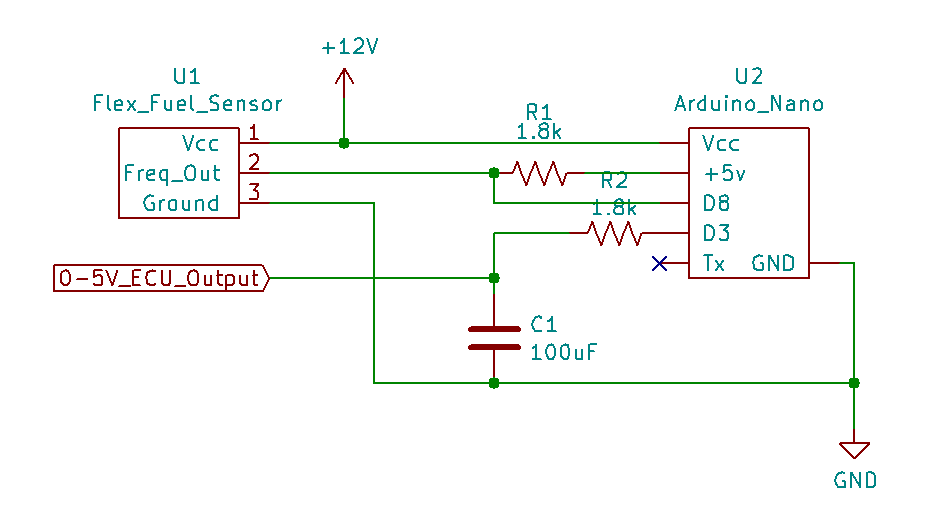 +12V
U1
Flex_Fuel_Sensor
U2
Arduino_Nano
R1
1.8k
Vcc
1
Freq_Out
2
Ground
3
R2
1.8k
Vcc
+5v
D8
D3
Tx
GND
0-5V_ECU_Output
C1
100uF
GND